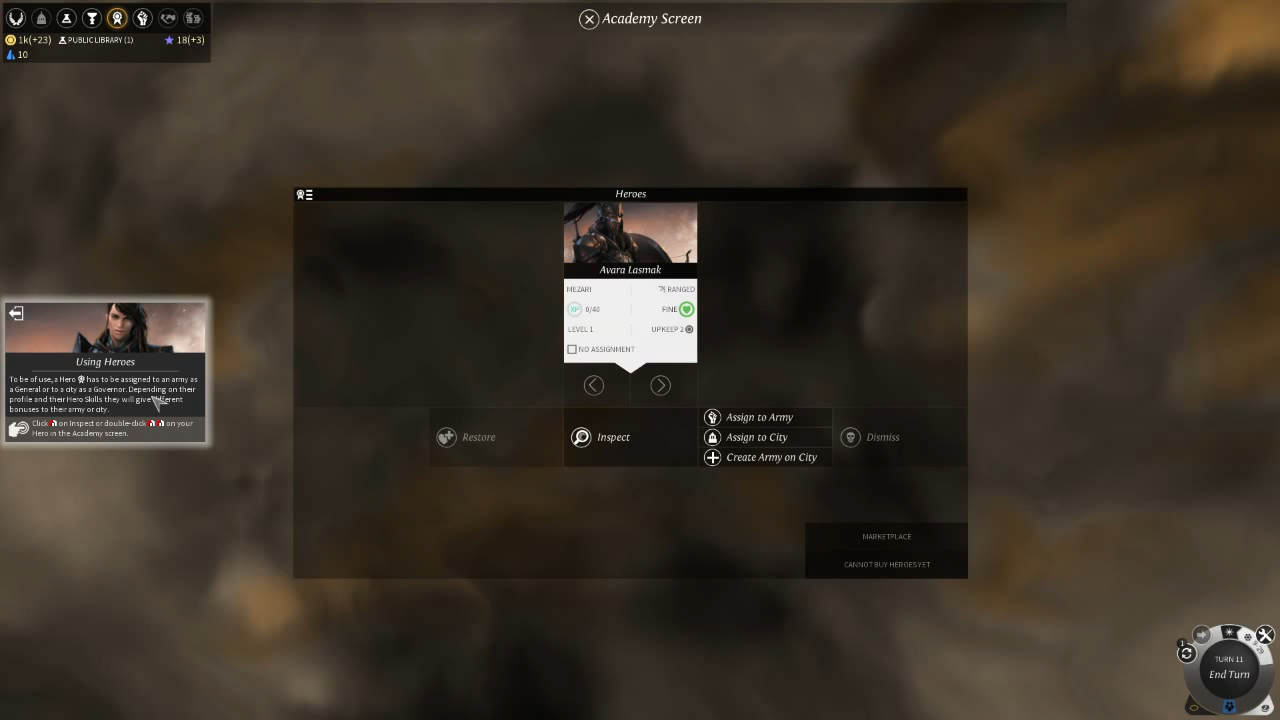 Academy Screen
1k(+23)
PUBLIC LIBRARY (1)
18(+3)
10
Heroes
Avara Lasmak
MEZARI
RANGED
XP
0/40
FINE
LEVEL 1
UPKEEP 2
NO ASSIGNMENT
Using Heroes
To be of use, a Hero has to be assigned to an army as
a General or to a city as a Governor. Depending on their
profile and their Hero Skills they will give different
bonuses to their army or city.
Click on Inspect or double-click on your
Hero in the Academy screen.
Restore
Inspect
Assign to Army
Assign to City
Create Army on City
Dismiss
MARKETPLACE
CANNOT BUY HEROES YET
1
TURN 11
End Turn